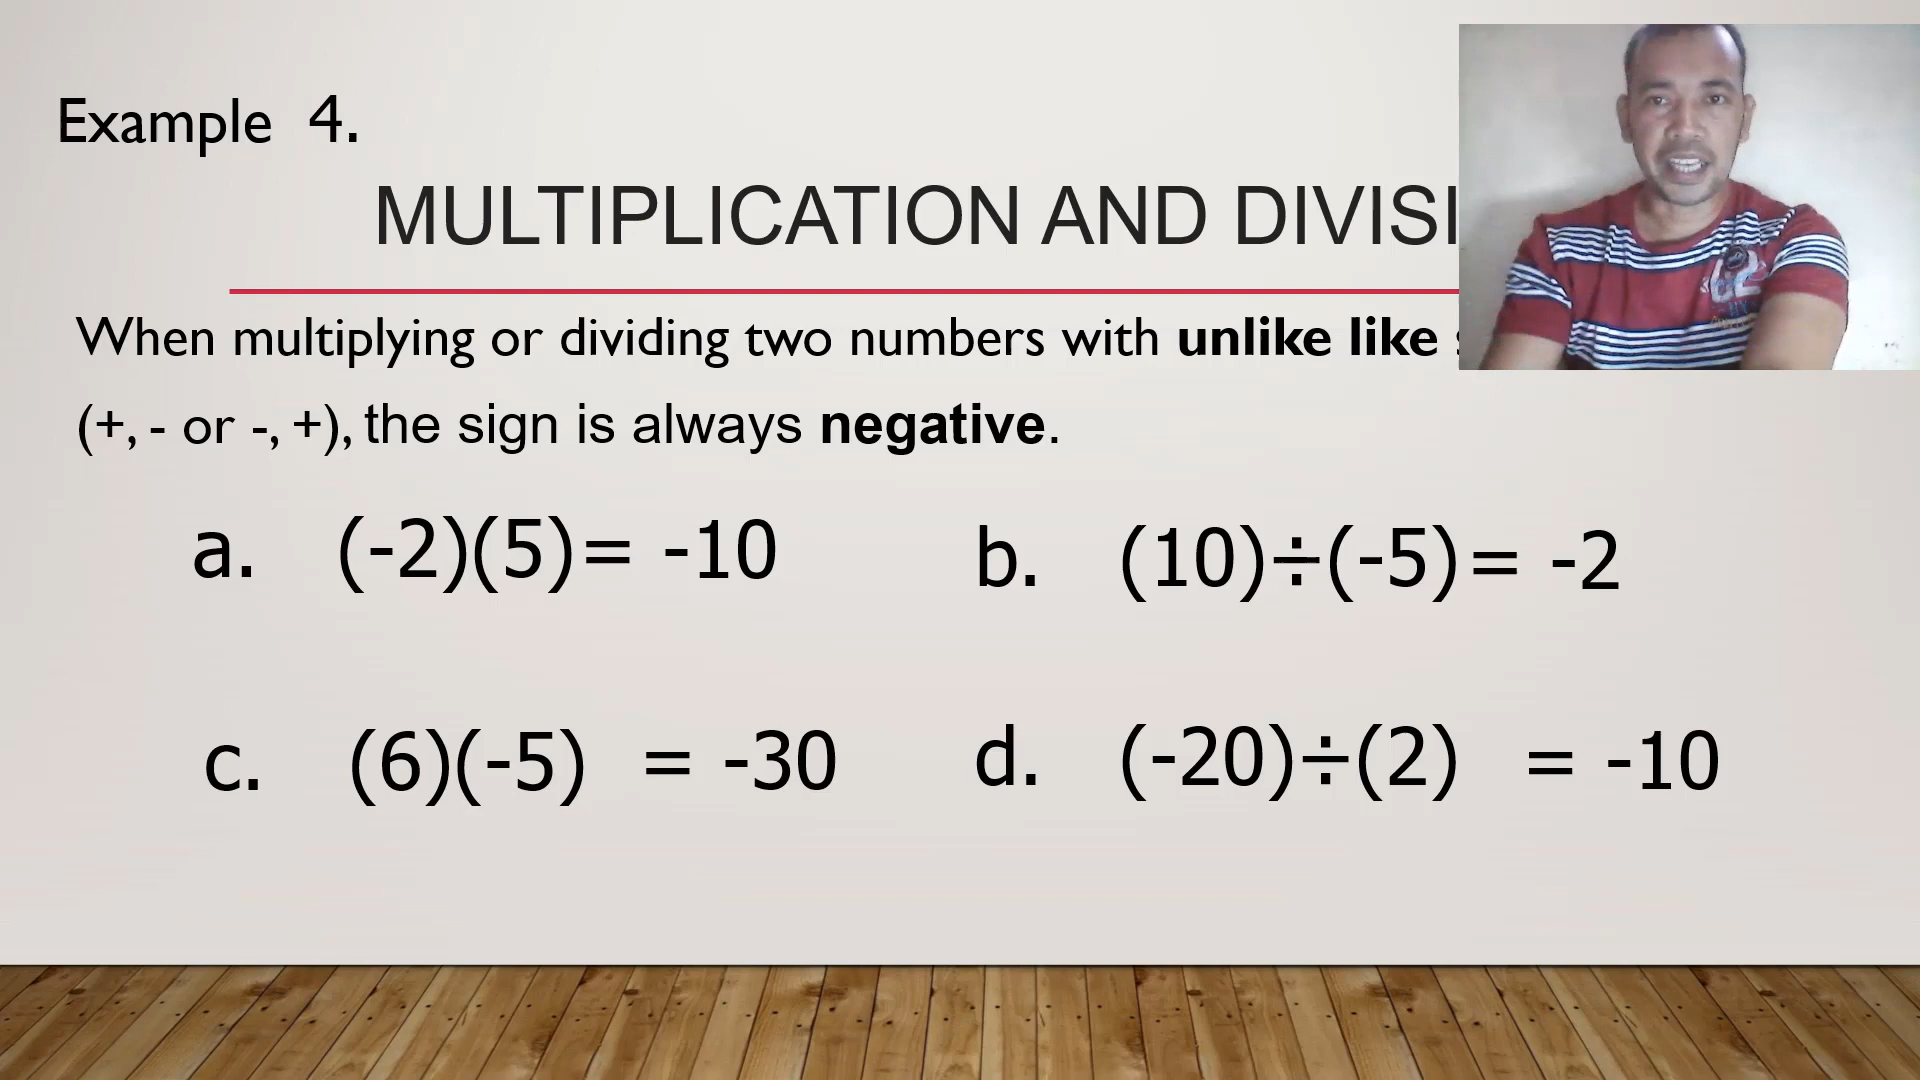 Example 4.
MULTIPLICATION AND DIVISI
When multiplying or dividing two numbers with unlike like
(+, - or -, +), the sign is always negative.
a. (-2)(5)= -10
b. (10)÷(-5)= -2
c. (6)(-5) = -30
d. (-20)÷(2) = -10